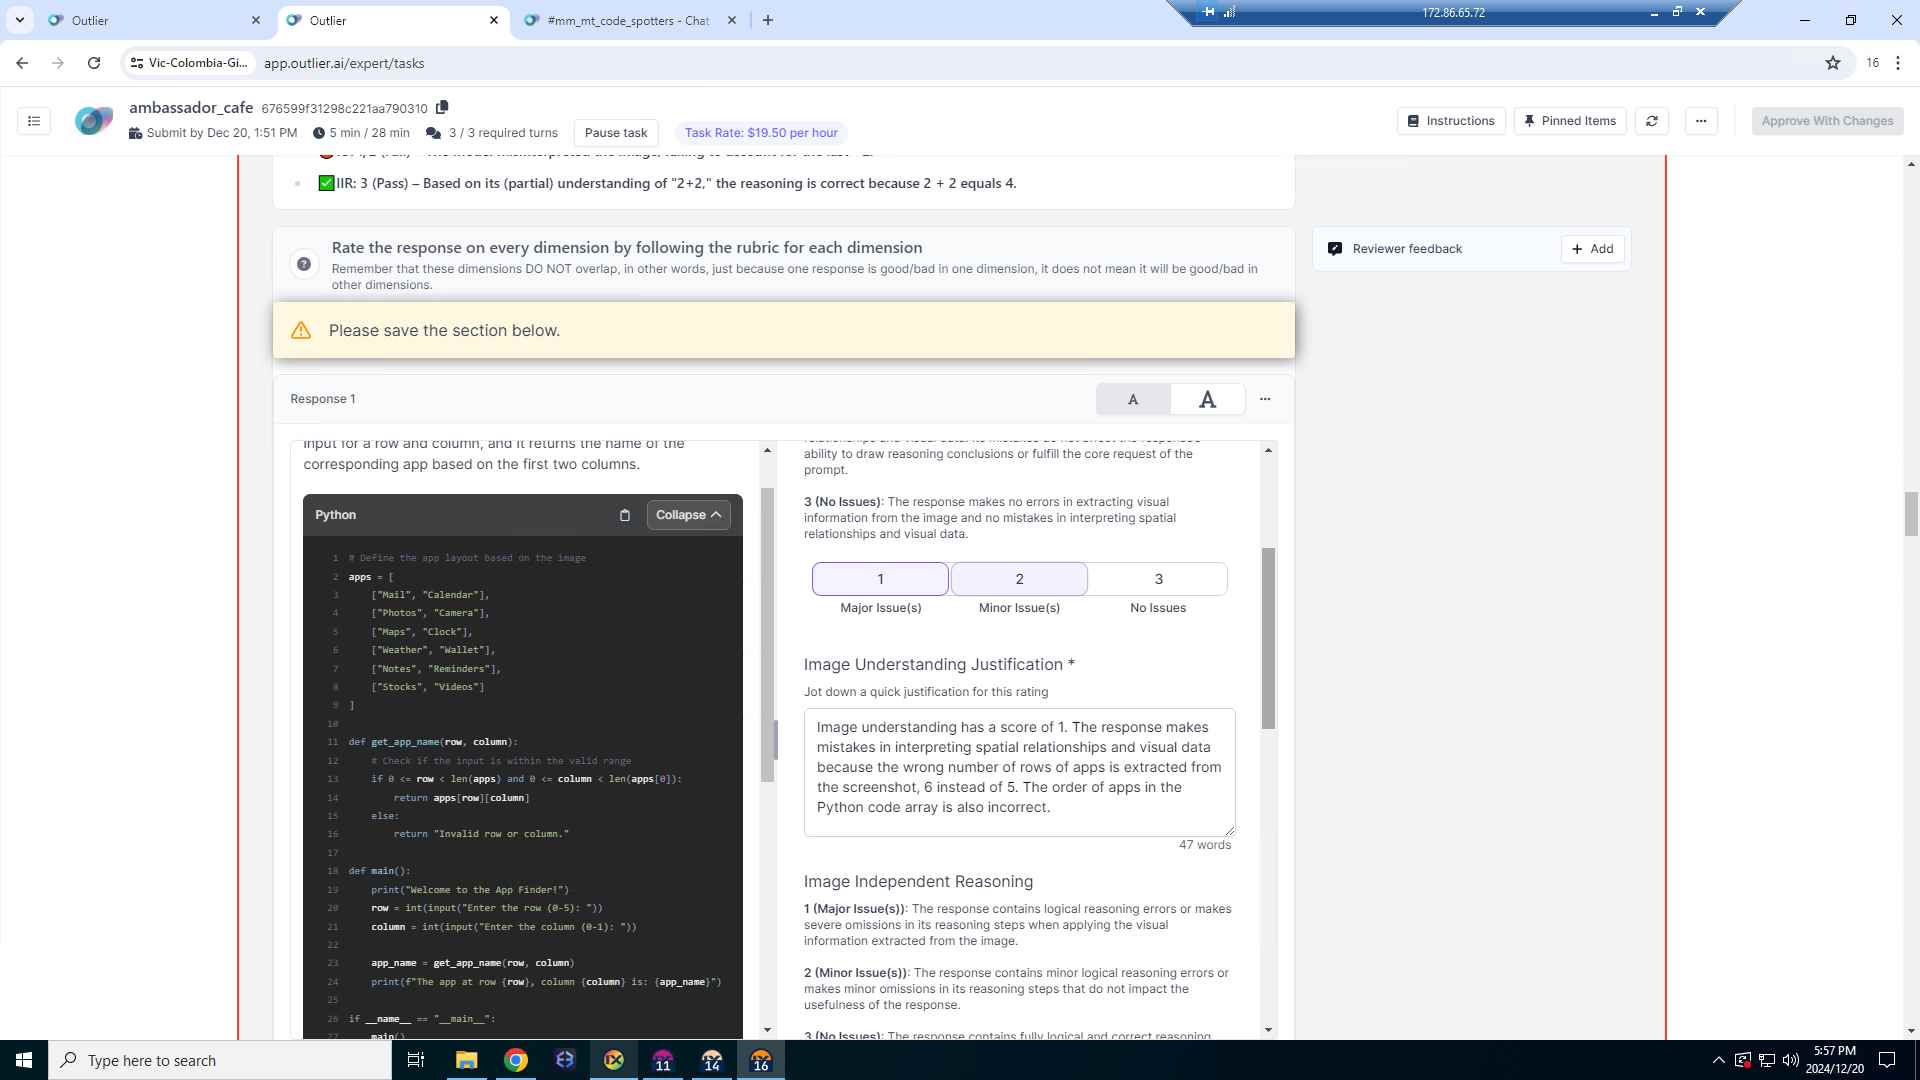 Outlier
Outlier
#mm_mt_code_spotters - Chat
172.86.65.72
Vic-Colombia-Gi...
app.outlier.ai/expert/tasks
16
ambassador_cafe 676599f31298c221aa790310
Submit by Dec 20, 1:51 PM
5 min / 28 min
3 / 3 required turns
Pause task
Task Rate: $19.50 per hour
Instructions
Pinned Items
Approve With Changes
IIR: 3 (Pass) – Based on its (partial) understanding of "2+2," the reasoning is correct because 2 + 2 equals 4.
Rate the response on every dimension by following the rubric for each dimension
Remember that these dimensions DO NOT overlap, in other words, just because one response is good/bad in one dimension, it does not mean it will be good/bad in
other dimensions.
Reviewer feedback
Add
Please save the section below.
Response 1
A
A
input for a row and column, and it returns the name of the
corresponding app based on the first two columns.
Python
Collapse
1 # Define the app layout based on the image
2 apps = [
3 ["Mail", "Calendar"],
4 ["Photos", "Camera"],
5 ["Maps", "Clock"],
6 ["Weather", "Wallet"],
7 ["Notes", "Reminders"],
8 ["Stocks", "Videos"]
9 ]
10
11 def get_app_name(row, column):
12 # Check if the input is within the valid range
13 if 0 <= row < len(apps) and 0 <= column < len(apps[0]):
14 return apps[row][column]
15 else:
16 return "Invalid row or column."
17
18 def main():
19 print("Welcome to the App Finder!")
20 row = int(input("Enter the row (0-5): "))
21 column = int(input("Enter the column (0-1): "))
22
23 app_name = get_app_name(row, column)
24 print(f"The app at row {row}, column {column} is: {app_name}")
25
26 if __name__ == "__main__":
27 main()
ability to draw reasoning conclusions or fulfill the core request of the
prompt.
3 (No Issues): The response makes no errors in extracting visual
information from the image and no mistakes in interpreting spatial
relationships and visual data.
1
2
3
Major Issue(s)
Minor Issue(s)
No Issues
Image Understanding Justification *
Jot down a quick justification for this rating
Image understanding has a score of 1. The response makes
mistakes in interpreting spatial relationships and visual data
because the wrong number of rows of apps is extracted from
the screenshot, 6 instead of 5. The order of apps in the
Python code array is also incorrect.
47 words
Image Independent Reasoning
1 (Major Issue(s)): The response contains logical reasoning errors or makes
severe omissions in its reasoning steps when applying the visual
information extracted from the image.
2 (Minor Issue(s)): The response contains minor logical reasoning errors or
makes minor omissions in its reasoning steps that do not impact the
usefulness of the response.
3 (No Issues): The response contains fully logical and correct reasoning
Type here to search
11
14
16
5:57 PM
2024/12/20